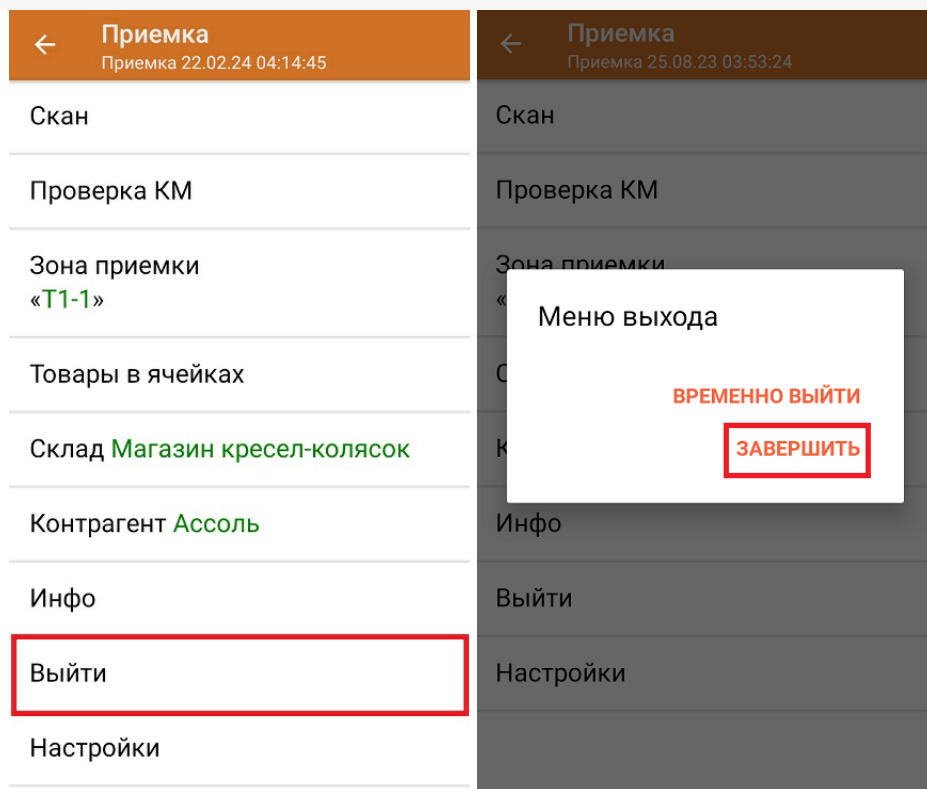 Приемка
Приемка 22.02.24 04:14:45
Скан
Проверка КМ
Зона приемки
«Т1-1»
Товары в ячейках
Склад Магазин кресел-колясок
Контрагент Ассоль
Инфо
Выйти
Настройки
Приемка
Приемка 25.08.23 03:53:24
Скан
Проверка КМ
Зона приемки
«
Меню выхода
ВРЕМЕННО ВЫЙТИ
ЗАВЕРШИТЬ
Инфо
Выйти
Настройки